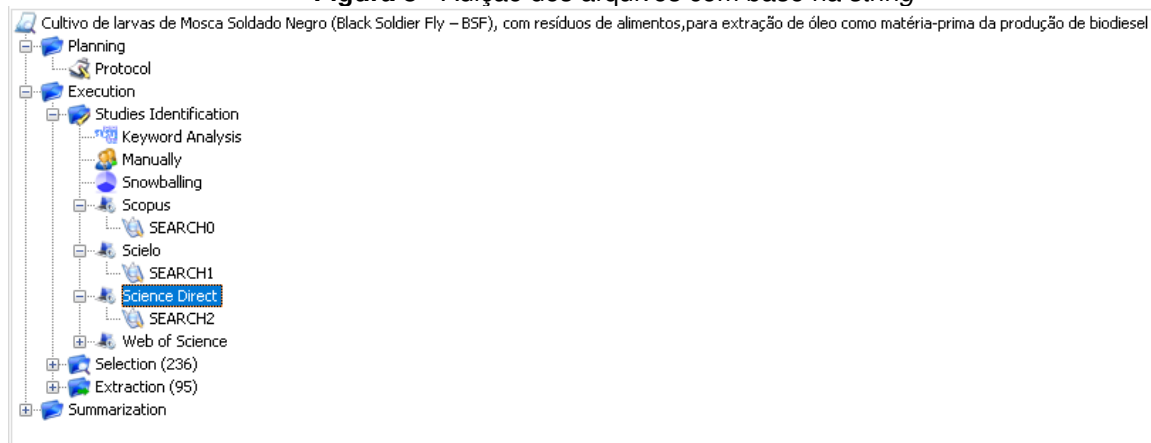 Cultivo de larvas de Mosca Soldado Negro (Black Soldier Fly – BSF), com resíduos de alimentos,para extração de óleo como matéria-prima da produção de biodiesel
Planning
Protocol
Execution
Studies Identification
Keyword Analysis
Manually
Snowballing
Scopus
SEARCH0
Scielo
SEARCH1
Science Direct
SEARCH2
Web of Science
Selection (236)
Extraction (95)
Summarization